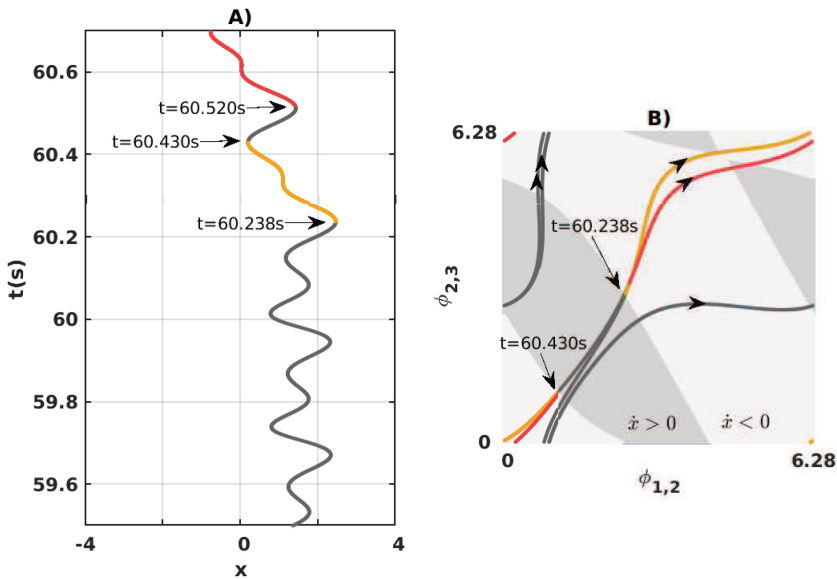 A)
60.6
60.4
60.2
60
59.8
59.6
t(s)
t=60.520s
t=60.430s
t=60.238s
-4
0
4
x
B)
6.28
ϕ2,3
t=60.238s
t=60.430s
ẋ > 0
ẋ < 0
0
0
6.28
ϕ1,2